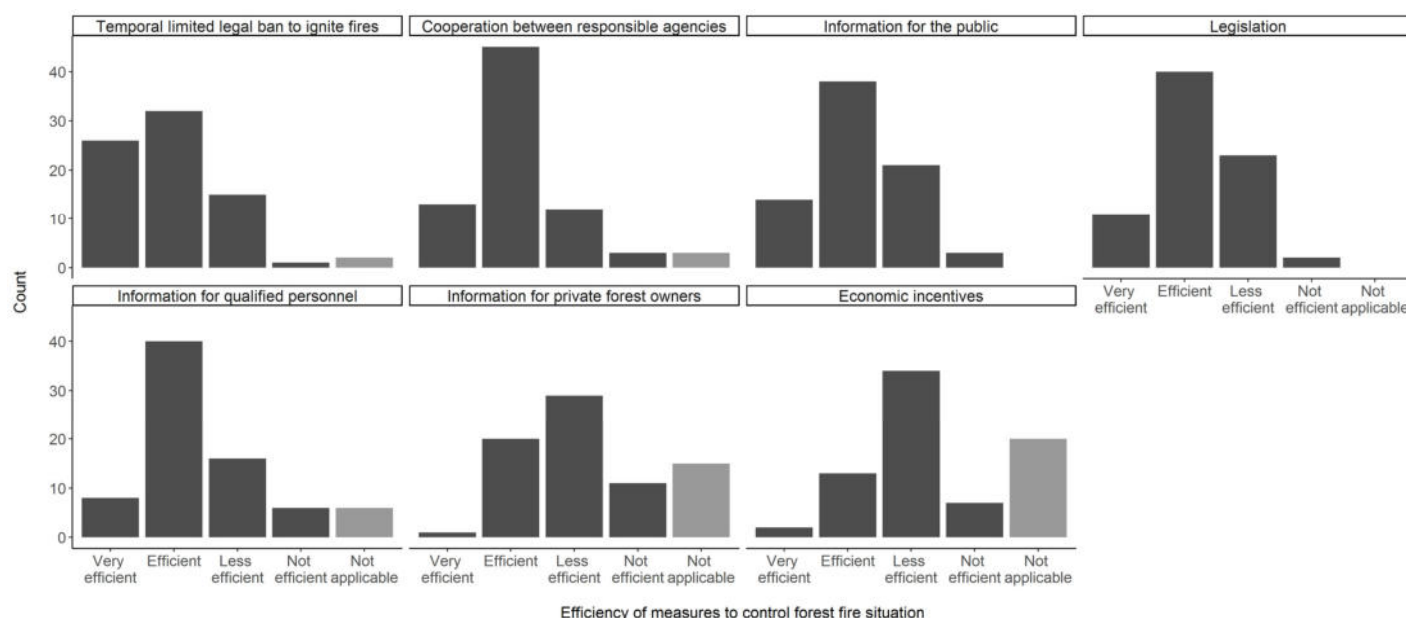 Temporal limited legal ban to ignite fires
Cooperation between responsible agencies
Information for the public
Legislation
40
30
20
10
0
Count
Very efficient
Efficient
Less efficient
Not efficient
Not applicable
Information for qualified personnel
Information for private forest owners
Economic incentives
40
30
20
10
0
Very efficient
Efficient
Less efficient
Not efficient
Not applicable
Very efficient
Efficient
Less efficient
Not efficient
Not applicable
Very efficient
Efficient
Less efficient
Not efficient
Not applicable
Efficiency of measures to control forest fire situation